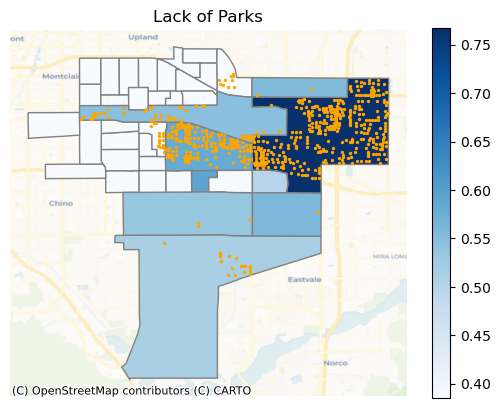 Lack of Parks
ont
Upland
Montclair
Chino
Eastvale
MIRA LOMA
Norco
(C) OpenStreetMap contributors (C) CARTO
0.75
0.70
0.65
0.60
0.55
0.50
0.45
0.40